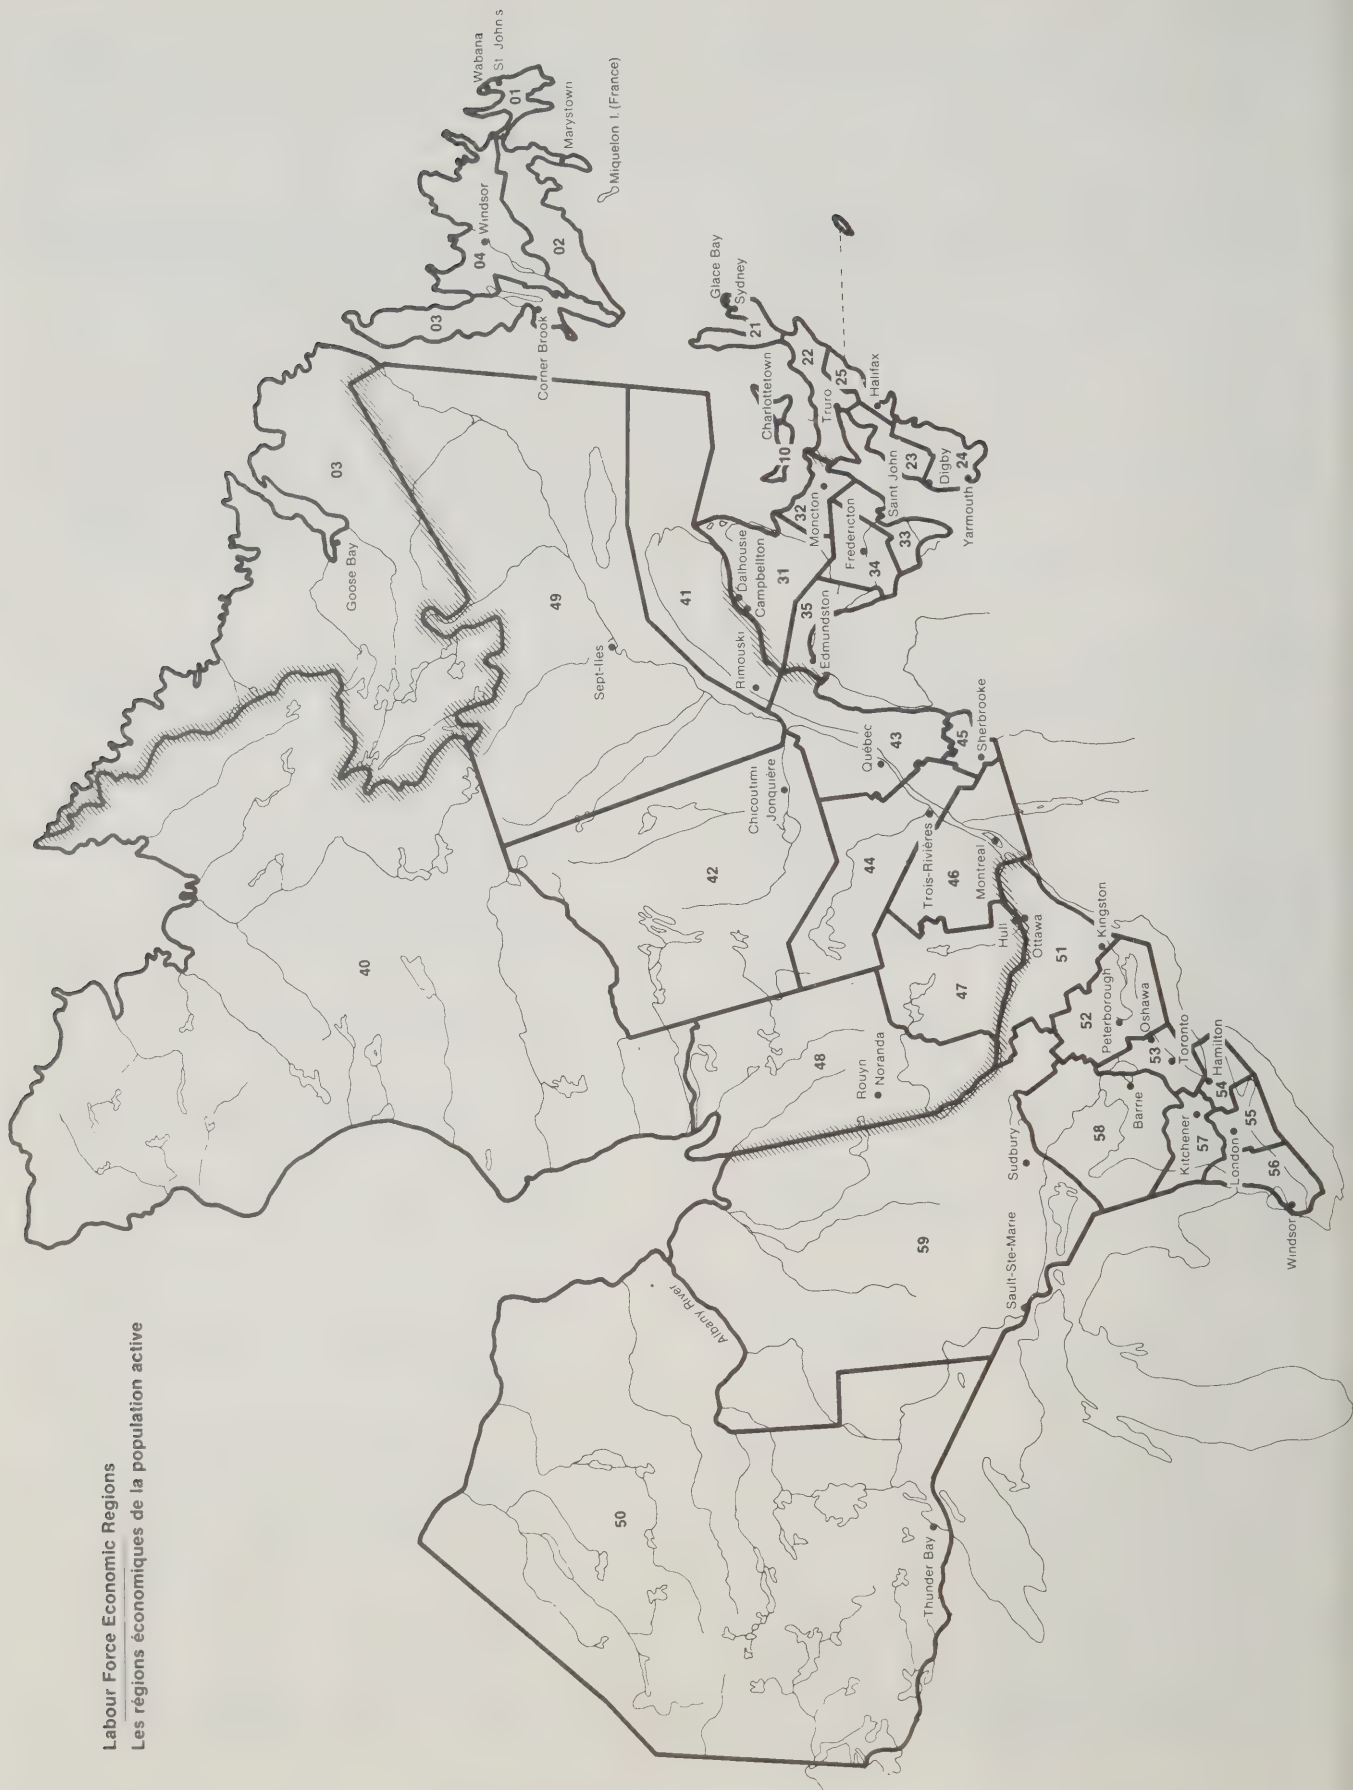 Labour Force Economic Regions
Les régions économiques de la population active
50
Thunder Bay
Albany River
59
Sault-Ste-Marie
Sudbury
58
Barrie
Kitchener
57
London
Windsor
56
55
54
Hamilton
53
Toronto
Oshawa
52
Peterborough
Kingston
51
Ottawa
Hull
47
48
Rouyn
Noranda
40
42
Chicoutimi
Jonquière
44
Trois-Rivières
46
Montreal
Québec
43
45
Sherbrooke
49
Sept-Iles
41
Rimouski
Dalhousie
Campbellton
31
35
Edmundston
Fredericton
34
33
32
Moncton
Saint John
10
Charlottetown
Truro
23
Digby
24
Yarmouth
Halifax
25
22
21
Glace Bay
Sydney
03
Goose Bay
03
Corner Brook
04
Windsor
02
01
Wabana
St Johns
Marystown
Miquelon I. (France)